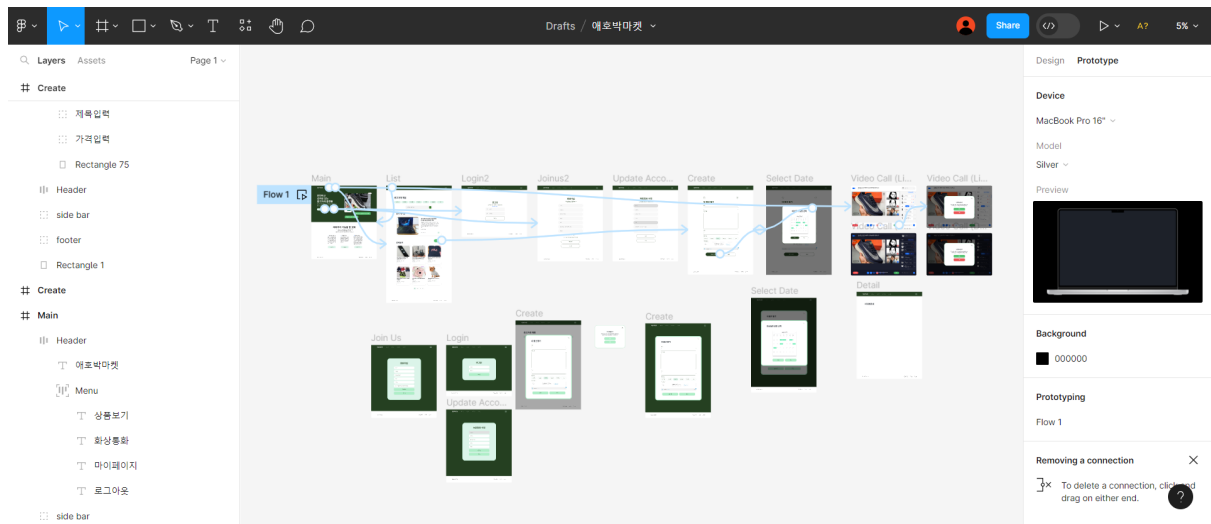 Drafts / 애호박마켓
Share
A?
5%
Layers Assets Page 1
Create
제목입력
가격입력
Rectangle 75
Header
side bar
footer
Rectangle 1
Create
Main
Header
애호박마켓
Menu
상품보기
화상통화
마이페이지
로그아웃
side bar
Flow 1
Main List Login2 Joinus2 Update Acco... Create Select Date Video Call (Li... Video Call (Li...
Select Date Detail
Create Create
Join Us Login
Update Acco...
Design Prototype
Device
MacBook Pro 16"
Model
Silver
Preview
Background
000000
Prototyping
Flow 1
Removing a connection
To delete a connection, click and
drag on either end.
?